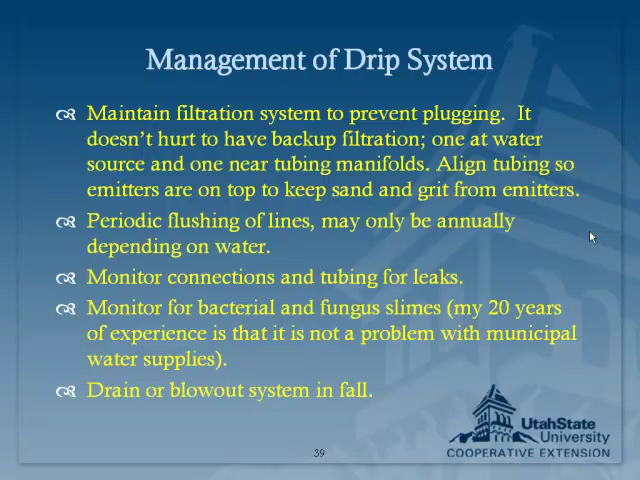 Management of Drip System
Maintain filtration system to prevent plugging. It
doesn't hurt to have backup filtration; one at water
source and one near tubing manifolds. Align tubing so
emitters are on top to keep sand and grit from emitters.
Periodic flushing of lines, may only be annually
depending on water.
Monitor connections and tubing for leaks.
Monitor for bacterial and fungus slimes (my 20 years
of experience is that it is not a problem with municipal
water supplies).
Drain or blowout system in fall.
UtahState
University
COOPERATIVE EXTENSION
39